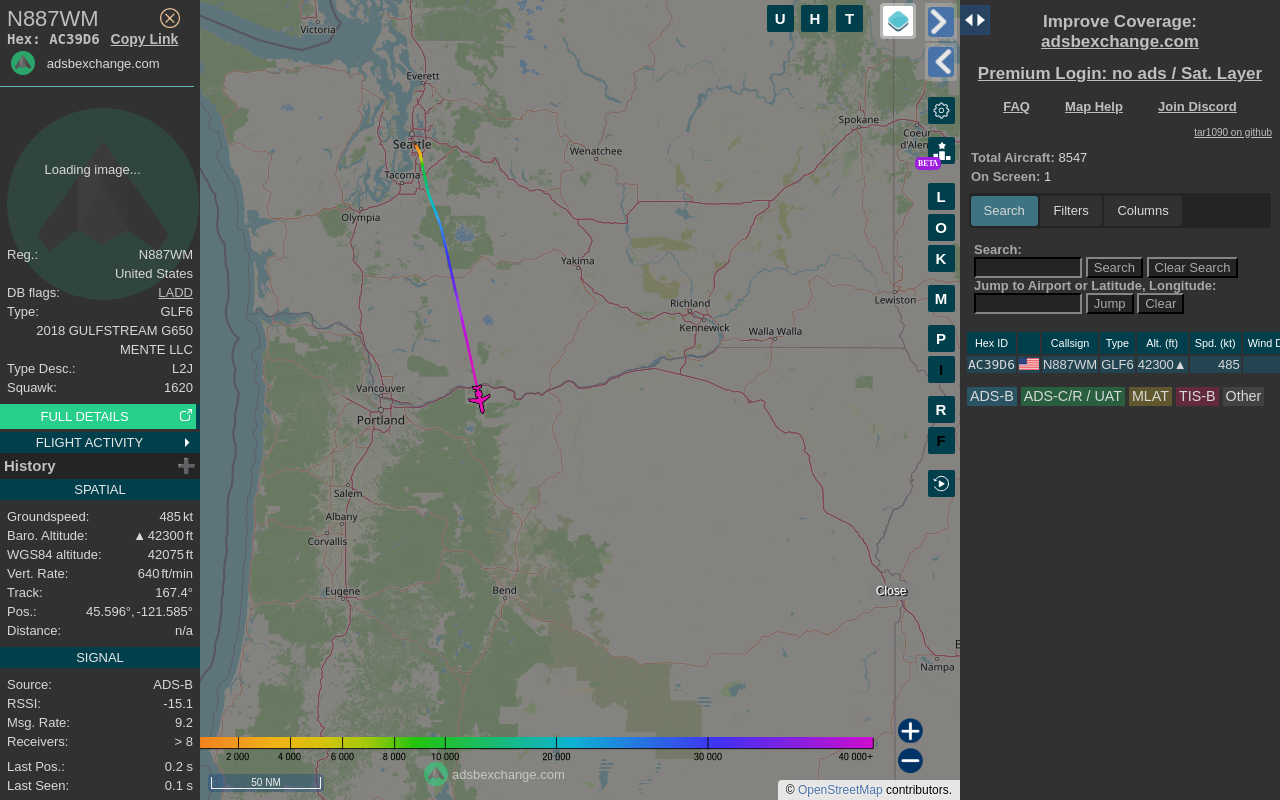 N887WM
Hex: AC39D6 Copy Link
adsbexchange.com
Loading image...
Reg.: N887WM
United States
DB flags: LADD
Type: GLF6
2018 GULFSTREAM G650
MENTE LLC
Type Desc.: L2J
Squawk: 1620
FULL DETAILS
FLIGHT ACTIVITY
History
SPATIAL
Groundspeed: 485 kt
Baro. Altitude: ▲ 42300 ft
WGS84 altitude: 42075 ft
Vert. Rate: 640 ft/min
Track: 167.4°
Pos.: 45.596°, -121.585°
Distance: n/a
SIGNAL
Source: ADS-B
RSSI: -15.1
Msg. Rate: 9.2
Receivers: > 8
Last Pos.: 0.2 s
Last Seen: 0.1 s
Victoria
Everett
Seattle
Tacoma
Olympia
Wenatchee
Spokane
Coeur
d'Alen
Yakima
Richland
Kennewick
Walla Walla
Lewiston
Vancouver
Portland
Salem
Albany
Corvallis
Eugene
Bend
Close
Nampa
U H T
BETA
L
O
K
M
P
I
R
F
2 000 4 000 6 000 8 000 10 000 20 000 30 000 40 000+
adsbexchange.com
50 NM
© OpenStreetMap contributors.
Improve Coverage:
adsbexchange.com
Premium Login: no ads / Sat. Layer
FAQ Map Help Join Discord
tar1090 on github
Total Aircraft: 8547
On Screen: 1
Search Filters Columns
Search:
Search Clear Search
Jump to Airport or Latitude, Longitude:
Jump Clear
Hex ID Callsign Type Alt. (ft) Spd. (kt) Wind D
AC39D6 N887WM GLF6 42300▲ 485
ADS-B ADS-C/R / UAT MLAT TIS-B Other